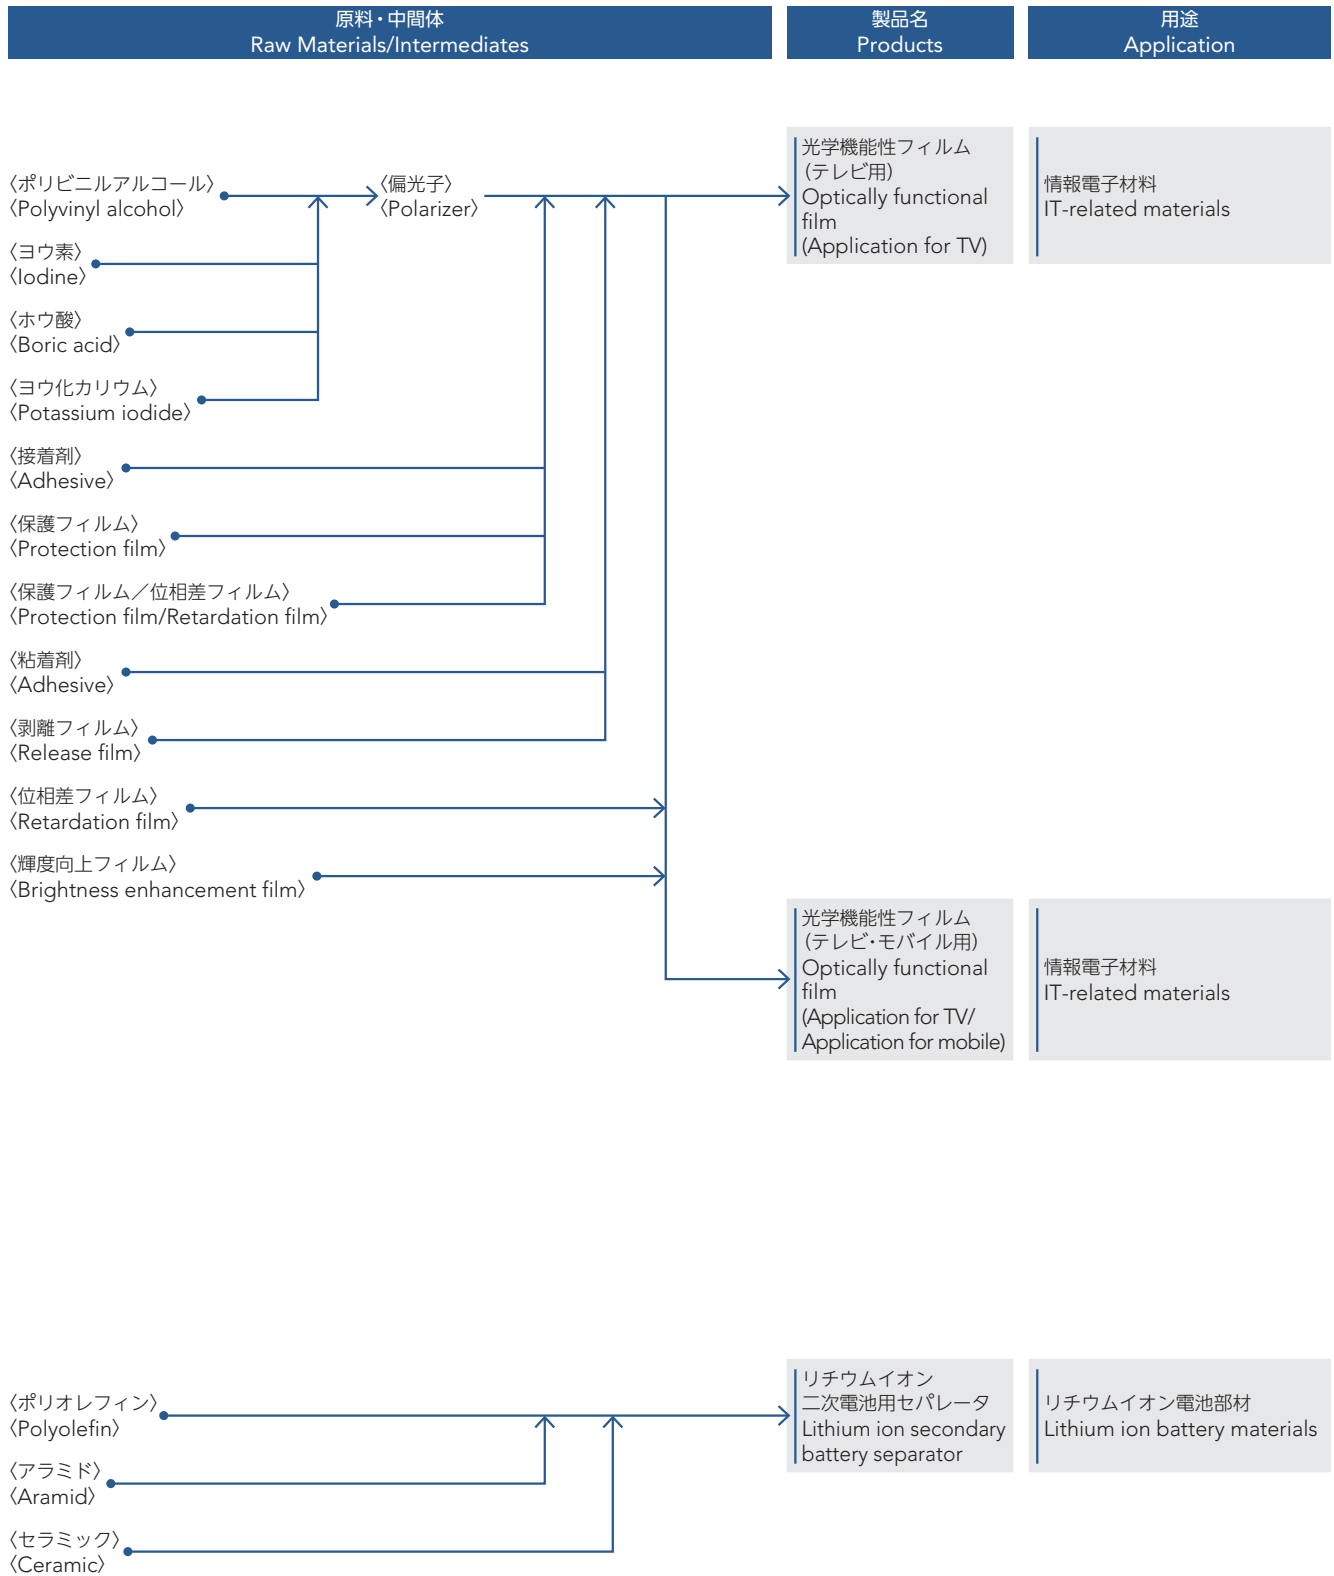 原料・中間体
Raw Materials/Intermediates
製品名
Products
用途
Application
〈ポリビニルアルコール〉
〈Polyvinyl alcohol〉
〈偏光子〉
〈Polarizer〉
光学機能性フィルム
（テレビ用）
Optically functional
film
(Application for TV)
情報電子材料
IT-related materials
〈ヨウ素〉
〈Iodine〉
〈ホウ酸〉
〈Boric acid〉
〈ヨウ化カリウム〉
〈Potassium iodide〉
〈接着剤〉
〈Adhesive〉
〈保護フィルム〉
〈Protection film〉
〈保護フィルム／位相差フィルム〉
〈Protection film/Retardation film〉
〈粘着剤〉
〈Adhesive〉
〈剥離フィルム〉
〈Release film〉
〈位相差フィルム〉
〈Retardation film〉
〈輝度向上フィルム〉
〈Brightness enhancement film〉
光学機能性フィルム
（テレビ・モバイル用）
Optically functional
film
(Application for TV/
Application for mobile)
情報電子材料
IT-related materials
〈ポリオレフィン〉
〈Polyolefin〉
リチウムイオン
二次電池用セパレータ
Lithium ion secondary
battery separator
リチウムイオン電池部材
Lithium ion battery materials
〈アラミド〉
〈Aramid〉
〈セラミック〉
〈Ceramic〉